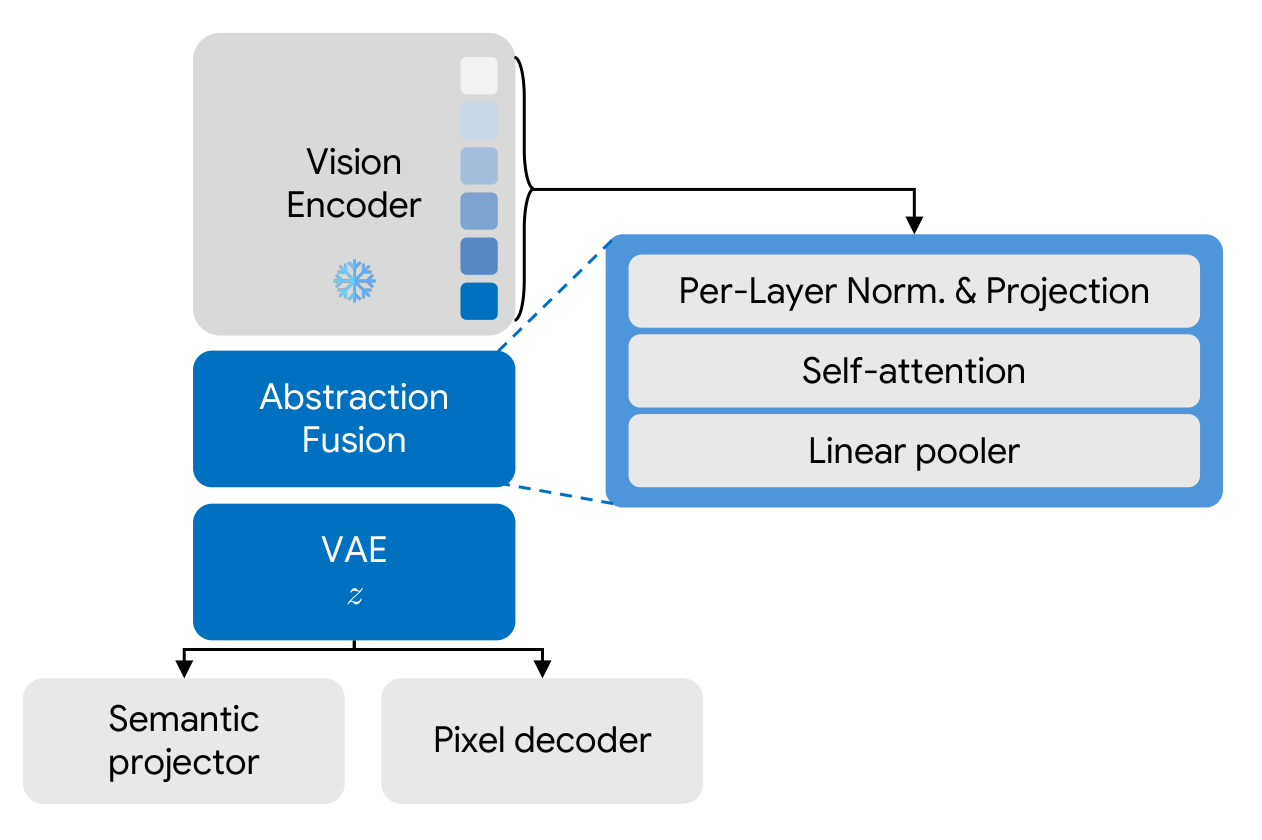 Vision
Encoder
Per-Layer Norm. & Projection
Self-attention
Linear pooler
Abstraction
Fusion
VAE
z
Semantic
projector
Pixel decoder